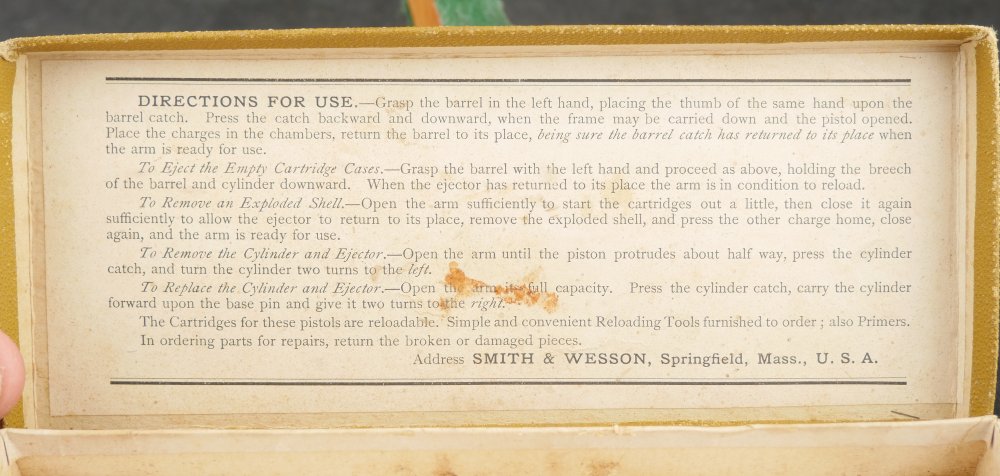 DIRECTIONS FOR USE.—Grasp the barrel in the left hand, placing the thumb of the same hand upon the
barrel catch. Press the catch backward and downward, when the frame may be carried down and the pistol opened.
Place the charges in the chambers, return the barrel to its place, being sure the barrel catch has returned to its place when
the arm is ready for use.
To Eject the Empty Cartridge Cases.—Grasp the barrel with the left hand and proceed as above, holding the breech
of the barrel and cylinder downward. When the ejector has returned to its place the arm is in condition to reload.
To Remove an Exploded Shell.—Open the arm sufficiently to start the cartridges out a little, then close it again
sufficiently to allow the ejector to return to its place, remove the exploded shell, and press the other charge home, close
again, and the arm is ready for use.
To Remove the Cylinder and Ejector.—Open the arm until the piston protrudes about half way, press the cylinder
catch, and turn the cylinder two turns to the left.
To Replace the Cylinder and Ejector.—Open the arm its full capacity. Press the cylinder catch, carry the cylinder
forward upon the base pin and give it two turns to the right.
The Cartridges for these pistols are reloadable. Simple and convenient Reloading Tools furnished to order; also Primers.
In ordering parts for repairs, return the broken or damaged pieces.
Address SMITH & WESSON, Springfield, Mass., U. S. A.